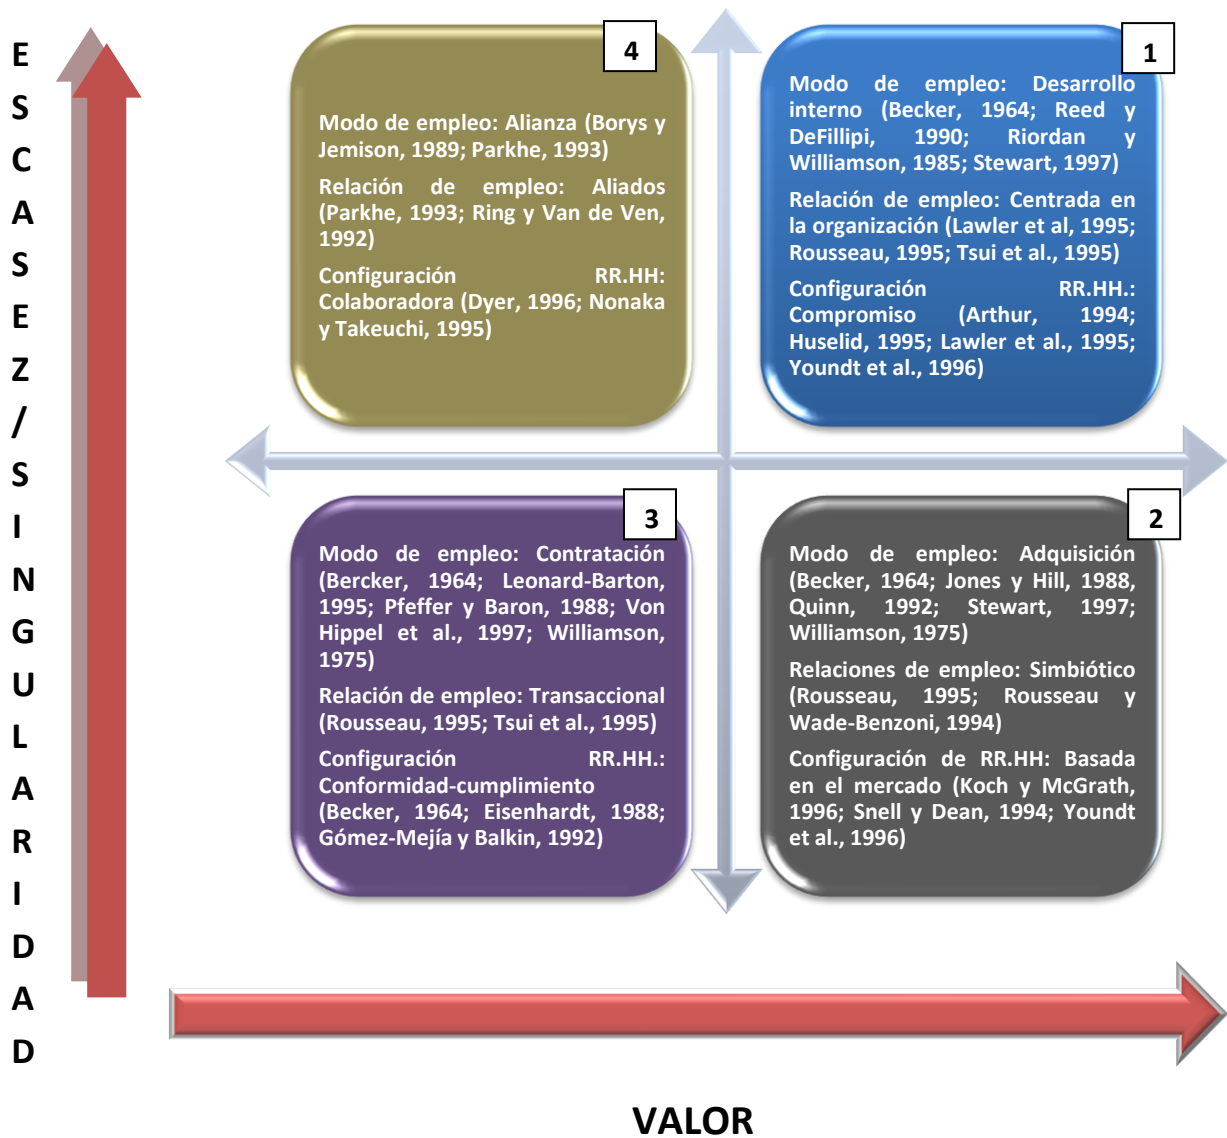 ESCASEZ/SINGULARIDAD
4
Modo de empleo: Alianza (Borys y
Jemison, 1989; Parkhe, 1993)
Relación de empleo: Aliados
(Parkhe, 1993; Ring y Van de Ven,
1992)
Configuración RR.HH:
Colaboradora (Dyer, 1996; Nonaka
y Takeuchi, 1995)
1
Modo de empleo: Desarrollo
interno (Becker, 1964; Reed y
DeFillipi, 1990; Riordan y
Williamson, 1985; Stewart, 1997)
Relación de empleo: Centrada en
la organización (Lawler et al, 1995;
Rousseau, 1995; Tsui et al., 1995)
Configuración RR.HH.:
Compromiso (Arthur, 1994;
Huselid, 1995; Lawler et al., 1995;
Youndt et al., 1996)
3
Modo de empleo: Contratación
(Bercker, 1964; Leonard-Barton,
1995; Pfeffer y Baron, 1988; Von
Hippel et al., 1997; Williamson,
1975)
Relación de empleo: Transaccional
(Rousseau, 1995; Tsui et al., 1995)
Configuración RR.HH.:
Conformidad-cumplimiento
(Becker, 1964; Eisenhardt, 1988;
Gómez-Mejía y Balkin, 1992)
2
Modo de empleo: Adquisición
(Becker, 1964; Jones y Hill, 1988,
Quinn, 1992; Stewart, 1997;
Williamson, 1975)
Relaciones de empleo: Simbiótico
(Rousseau, 1995; Rousseau y
Wade-Benzoni, 1994)
Configuración de RR.HH: Basada
en el mercado (Koch y McGrath,
1996; Snell y Dean, 1994; Youndt
et al., 1996)
VALOR